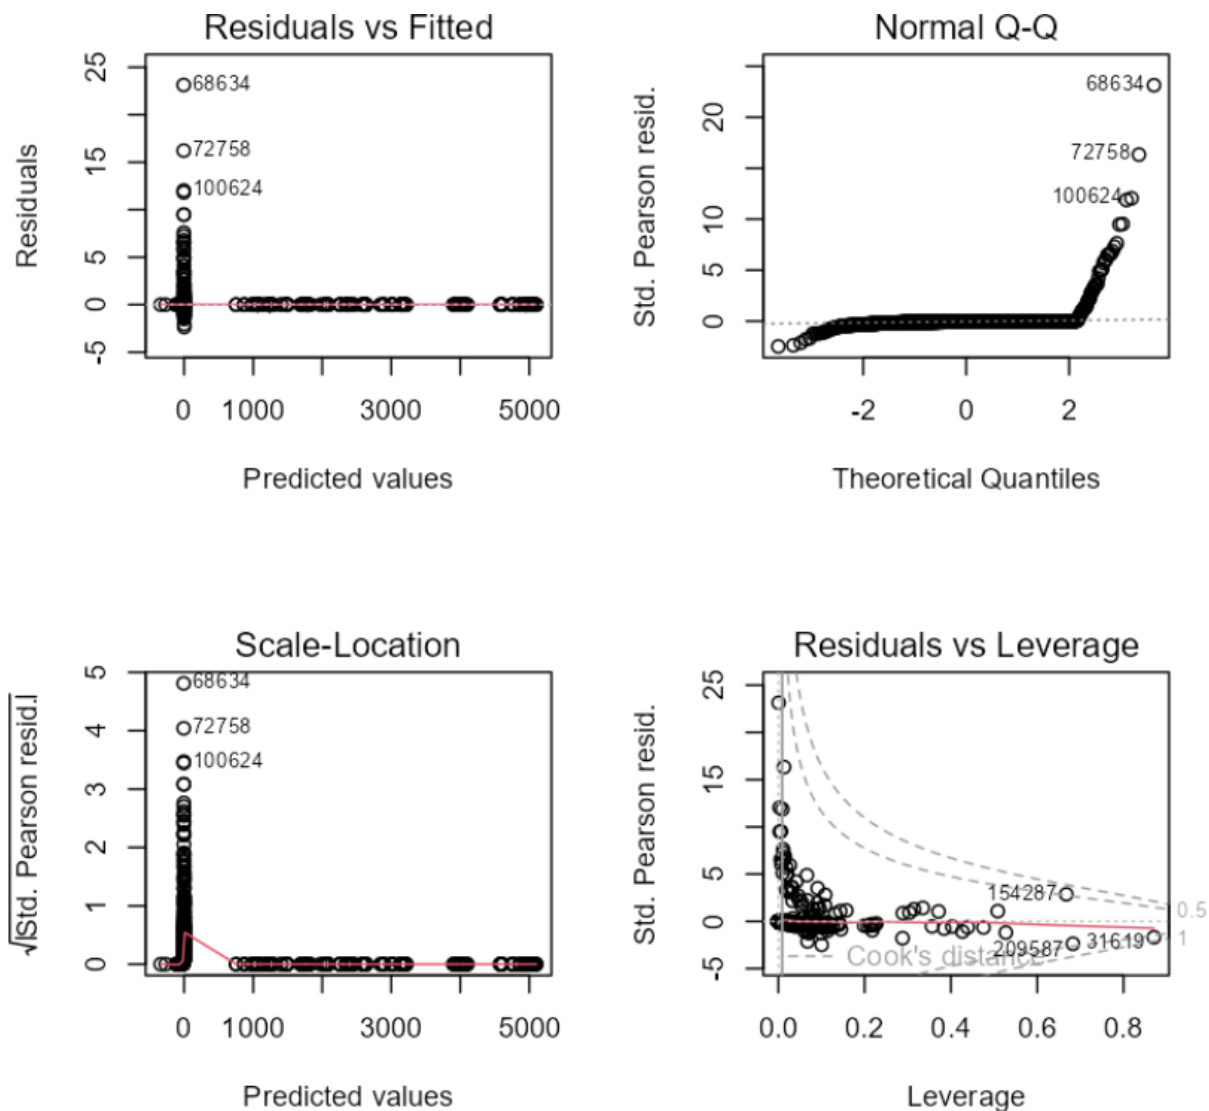 Residuals vs Fitted
Residuals
25
15
5
0
-5
68634
72758
100624
0 1000 3000 5000
Predicted values
Normal Q-Q
Std. Pearson resid.
20
10
5
0
68634
72758
100624
-2 0 2
Theoretical Quantiles
Scale-Location
√|Std. Pearson resid.|
5
4
3
2
1
0
68634
72758
100624
0 1000 3000 5000
Predicted values
Residuals vs Leverage
Std. Pearson resid.
25
15
5
0
-5
154287
0.5
209587
31619
1
Cook's distance
0.0 0.2 0.4 0.6 0.8
Leverage